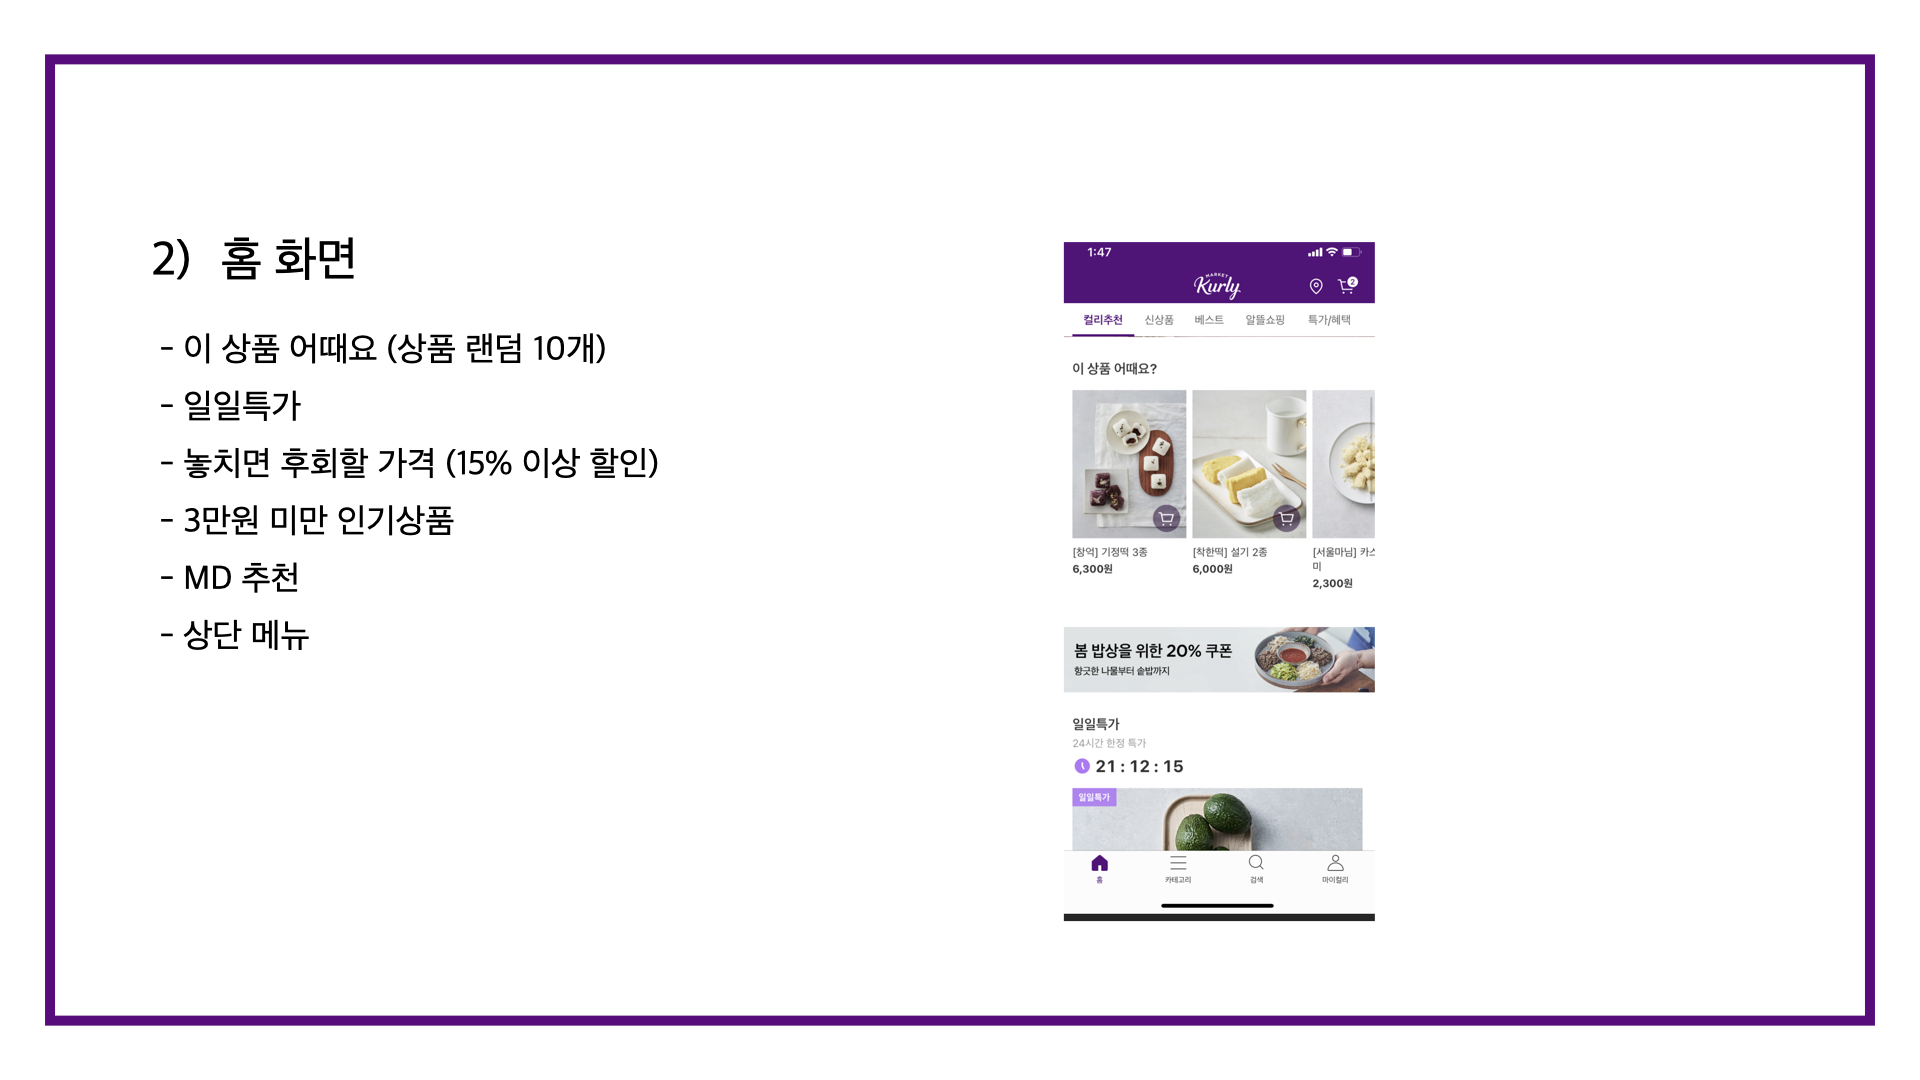 2) 홈 화면
- 이 상품 어때요 (상품 랜덤 10개)
- 일일특가
- 놓치면 후회할 가격 (15% 이상 할인)
- 3만원 미만 인기상품
- MD 추천
- 상단 메뉴
1:47
MARKET
Kurly
2
컬리추천 신상품 베스트 알뜰쇼핑 특가/혜택
이 상품 어때요?
[창억] 기정떡 3종
6,300원
[착한떡] 설기 2종
6,000원
[서울마님] 카스
미
2,300원
봄 밥상을 위한 20% 쿠폰
향긋한 나물부터 솥밥까지
일일특가
24시간 한정 특가
21 : 12 : 15
일일특가
홈 카테고리 검색 마이컬리